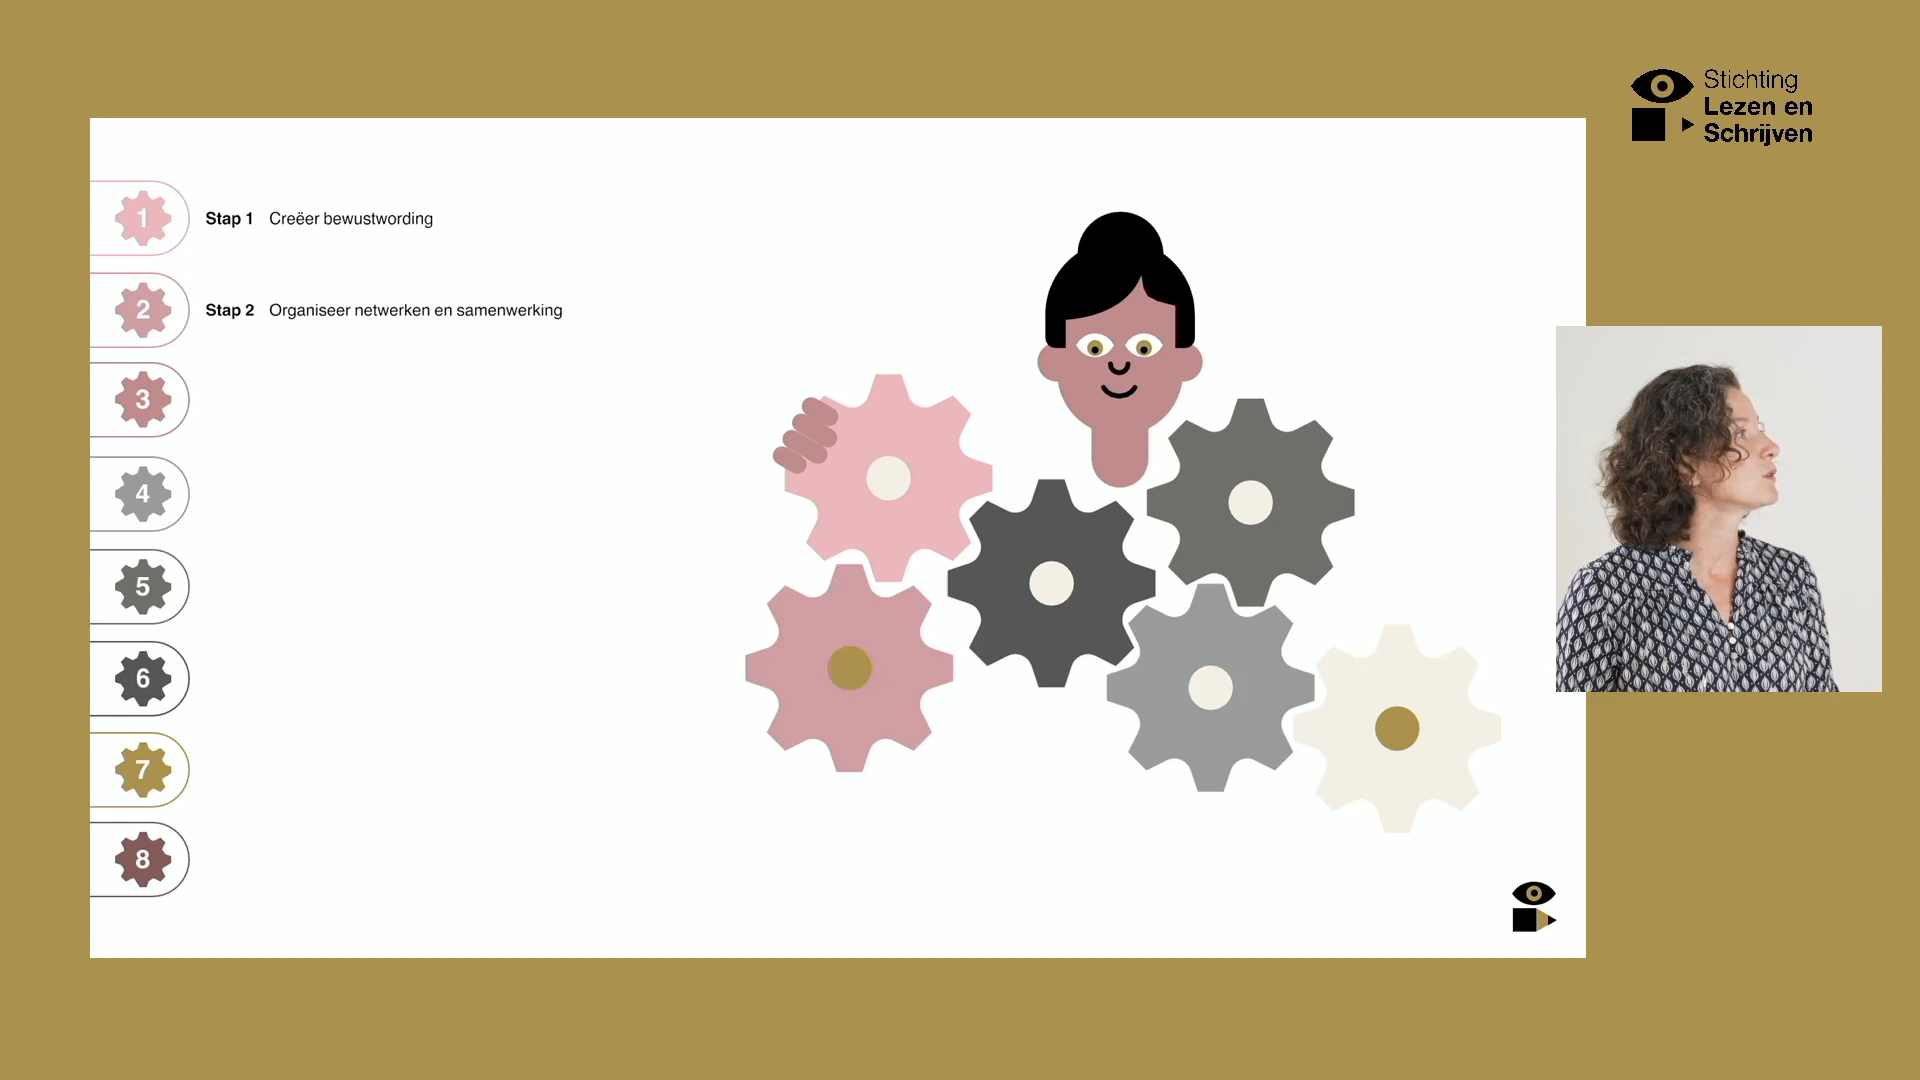 Stichting
Lezen en
Schrijven
1
Stap 1 Creëer bewustwording
2
Stap 2 Organiseer netwerken en samenwerking
3
4
5
6
7
8